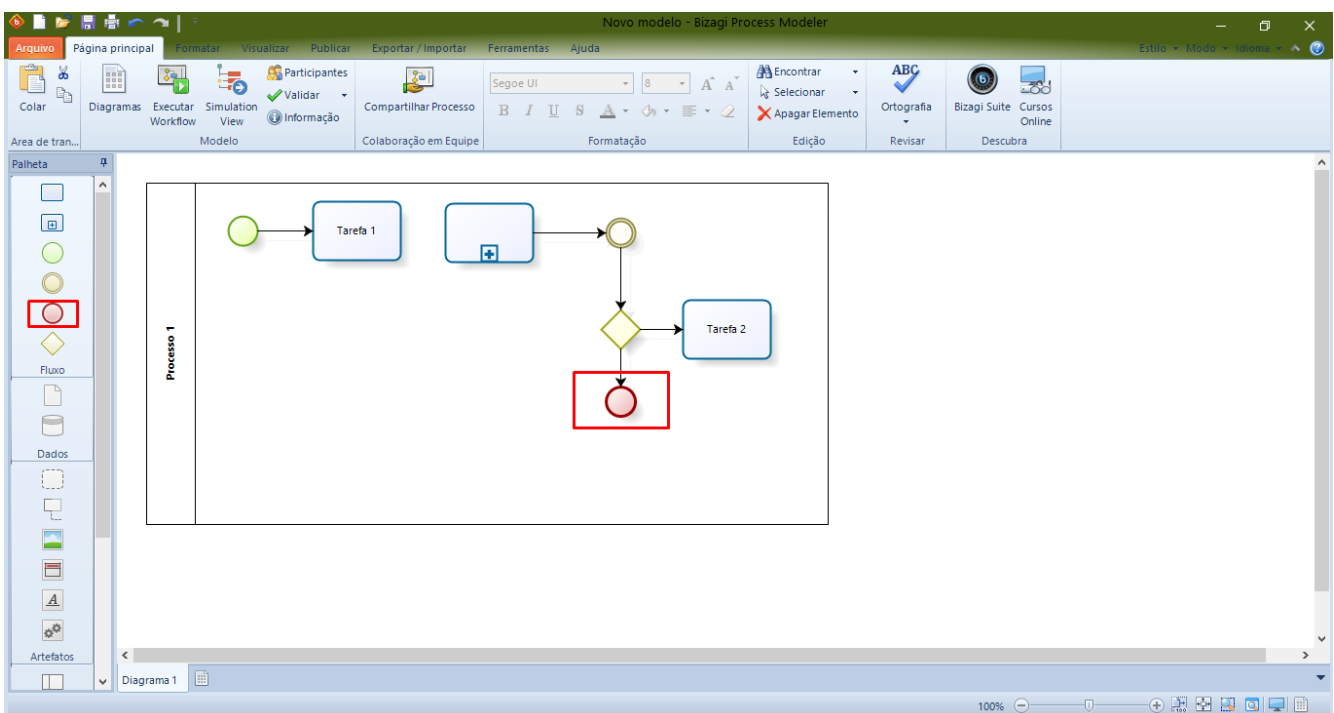 Novo modelo - Bizagi Process Modeler
Arquivo Página principal Formatar Visualizar Publicar Exportar / Importar Ferramentas Ajuda Estilo Modo Idioma
Colar
Diagramas
Executar
Workflow
Simulation
View
Participantes
Validar
Informação
Compartilhar Processo
Segoe UI 8
B I U S A
Encontrar
Selecionar
Apagar Elemento
ABC
Ortografia
Bizagi Suite
Cursos
Online
Area de tran...
Modelo
Colaboração em Equipe
Formatação
Edição
Revisar
Descubra
Palheta
Fluxo
Dados
A
Artefatos
Processo 1
Tarefa 1
Tarefa 2
Diagrama 1
100%